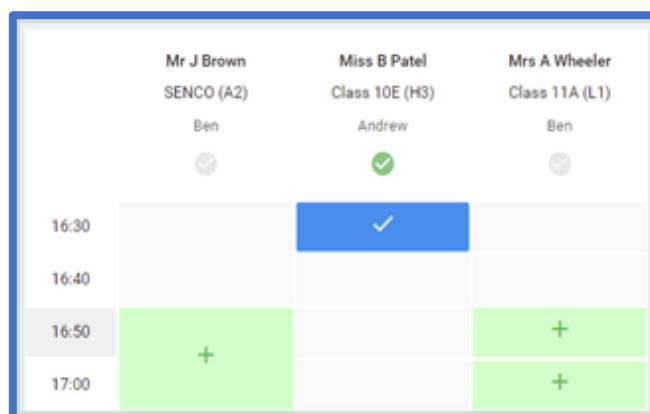 Mr J Brown Miss B Patel Mrs A Wheeler
SENCO (A2) Class 10E (H3) Class 11A (L1)
Ben Andrew Ben
16:30
16:40
16:50
17:00